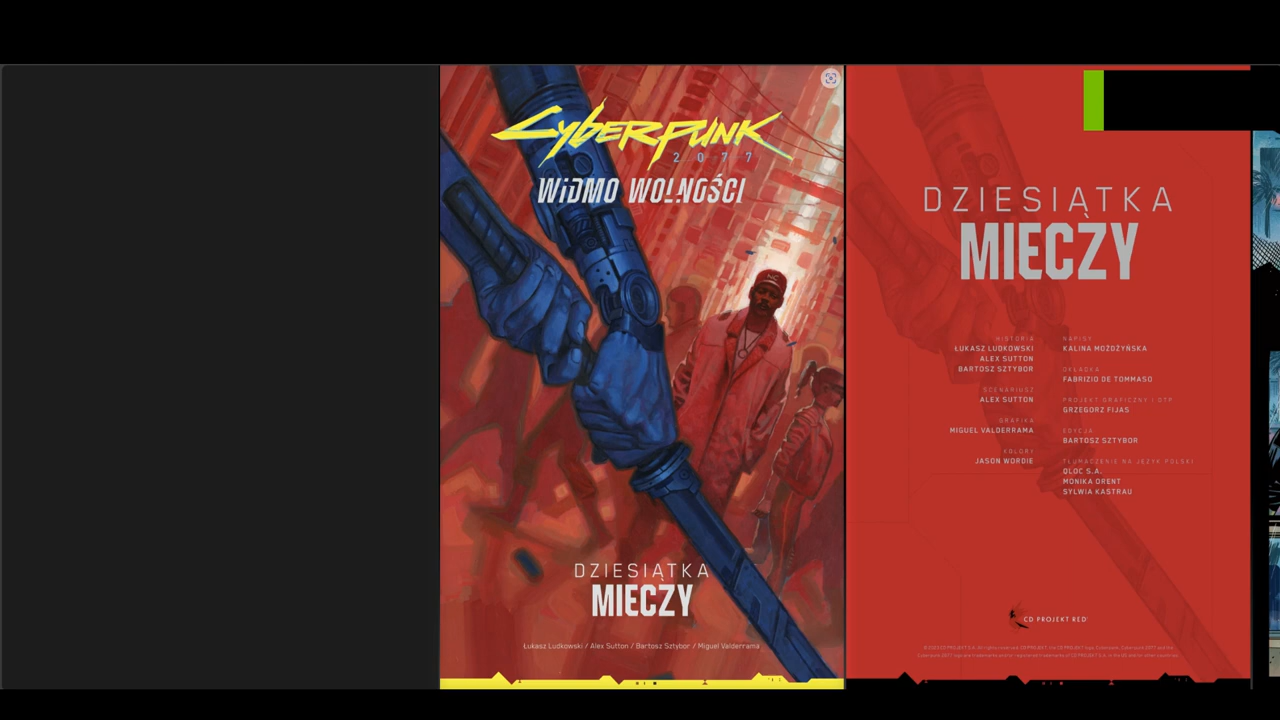 CYBERPUNK
2077
WIDMO WOLNOŚCI
DZIESIĄTKA
MIECZY
Łukasz Ludkowski / Alex Sutton / Bartosz Sztybor / Miguel Valderrama
DZIESIĄTKA
MIECZY
HISTORIA
ŁUKASZ LUDKOWSKI
ALEX SUTTON
BARTOSZ SZTYBOR
SCENARIUSZ
ALEX SUTTON
GRAFIKA
MIGUEL VALDERRAMA
KOLORY
JASON WORDIE
NAPISY
KALINA MOŻDŻYŃSKA
OKŁADKA
FABRIZIO DE TOMMASO
PROJEKT GRAFICZNY I DTP
GRZEGORZ FIJAS
EDYCJA
BARTOSZ SZTYBOR
TŁUMACZENIE NA JĘZYK POLSKI
QLOC S.A.
MONIKA ORENT
SYLWIA KASTRAU
CD PROJEKT RED